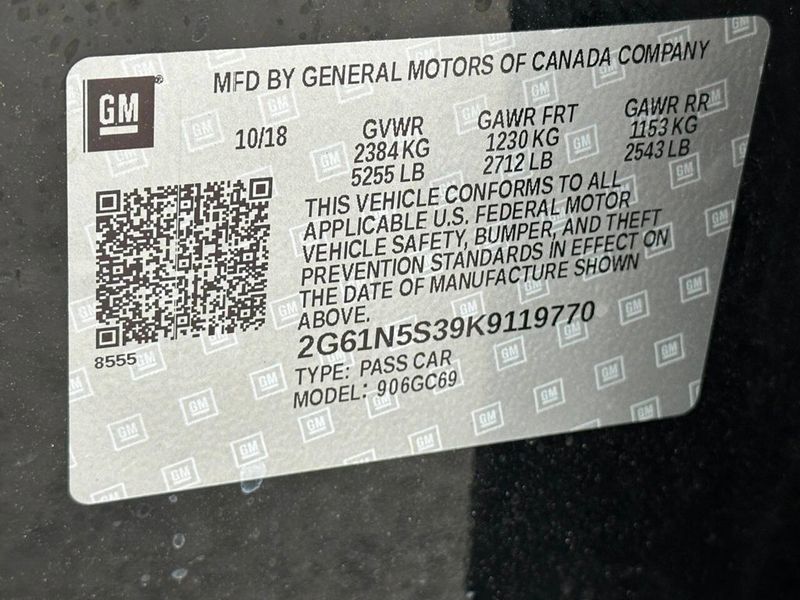 MFD BY GENERAL MOTORS OF CANADA COMPANY
GM
10/18
GVWR
2384 KG
5255 LB
GAWR FRT
1230 KG
2712 LB
GAWR RR
1153 KG
2543 LB
THIS VEHICLE CONFORMS TO ALL
APPLICABLE U.S. FEDERAL MOTOR
VEHICLE SAFETY, BUMPER, AND THEFT
PREVENTION STANDARDS IN EFFECT ON
THE DATE OF MANUFACTURE SHOWN
ABOVE.
8555
2G61N5S39K9119770
TYPE: PASS CAR
MODEL: 906GC69